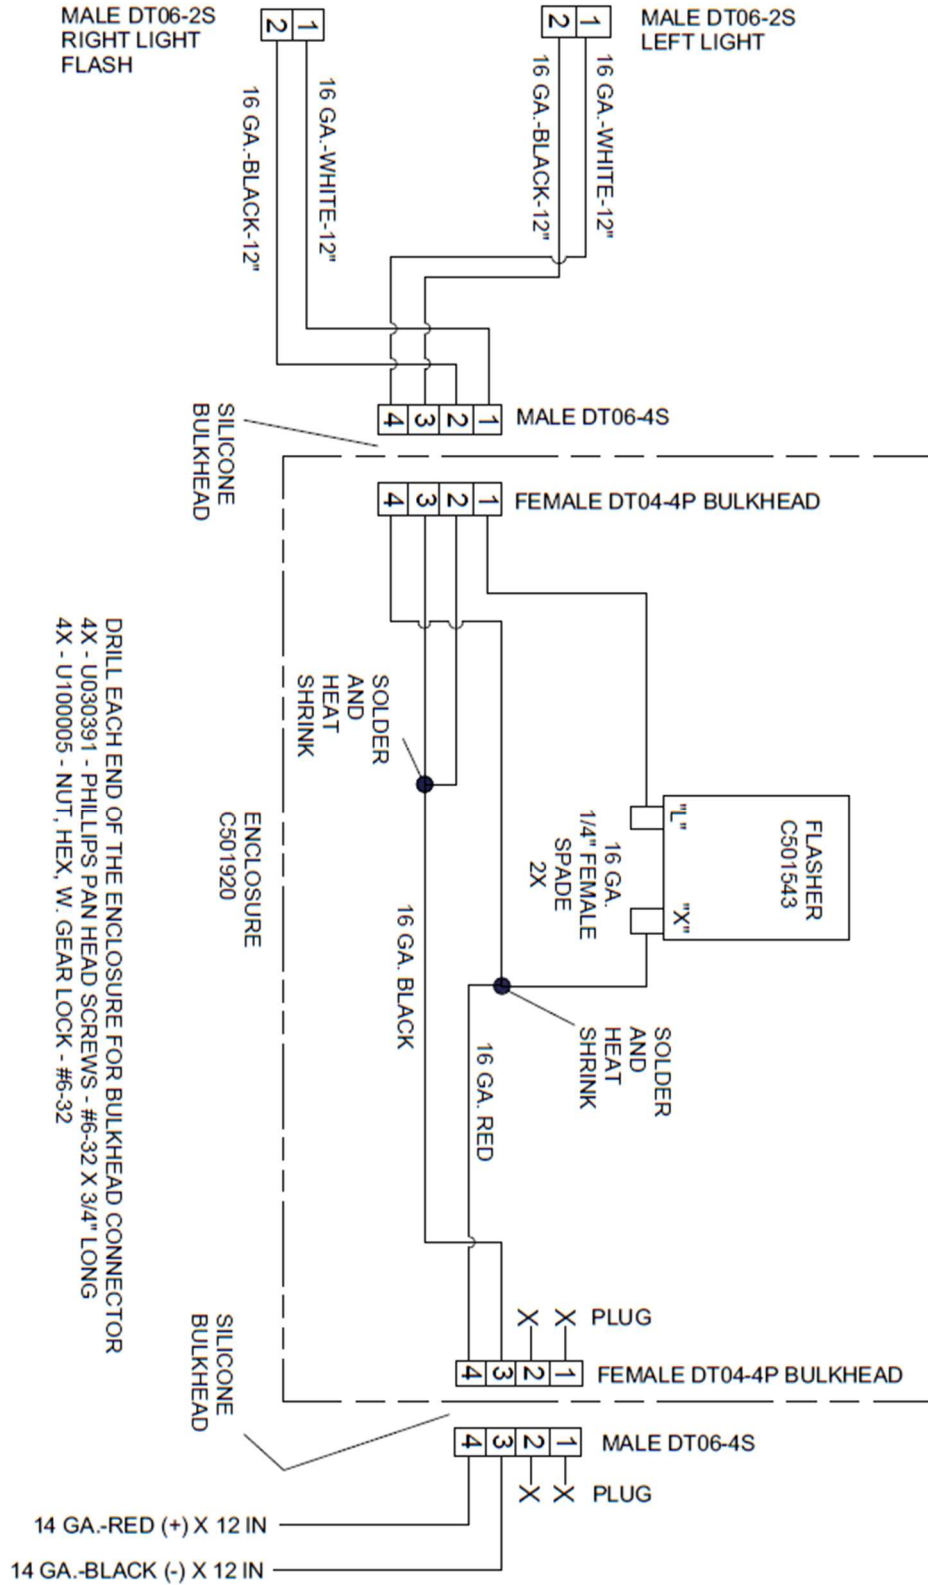 MALE DT06-2S
RIGHT LIGHT
FLASH
2 1
MALE DT06-2S
LEFT LIGHT
2 1
16 GA.-BLACK-12"
16 GA.-WHITE-12"
16 GA.-BLACK-12"
16 GA.-WHITE-12"
MALE DT06-4S
4 3 2 1
SILICONE
BULKHEAD
FEMALE DT04-4P BULKHEAD
4 3 2 1
SOLDER
AND
HEAT
SHRINK
FLASHER
C501543
"L"
"X"
16 GA.
1/4" FEMALE
SPADE
2X
ENCLOSURE
C501920
16 GA. BLACK
16 GA. RED
SOLDER
AND
HEAT
SHRINK
DRILL EACH END OF THE ENCLOSURE FOR BULKHEAD CONNECTOR
4X - U030391 - PHILLIPS PAN HEAD SCREWS - #6-32 X 3/4" LONG
4X - U100005 - NUT, HEX, W. GEAR LOCK - #6-32
X X PLUG
4 3 2 1
FEMALE DT04-4P BULKHEAD
SILICONE
BULKHEAD
4 3 2 1
MALE DT06-4S
X X PLUG
14 GA.-RED (+) X 12 IN
14 GA.-BLACK (-) X 12 IN